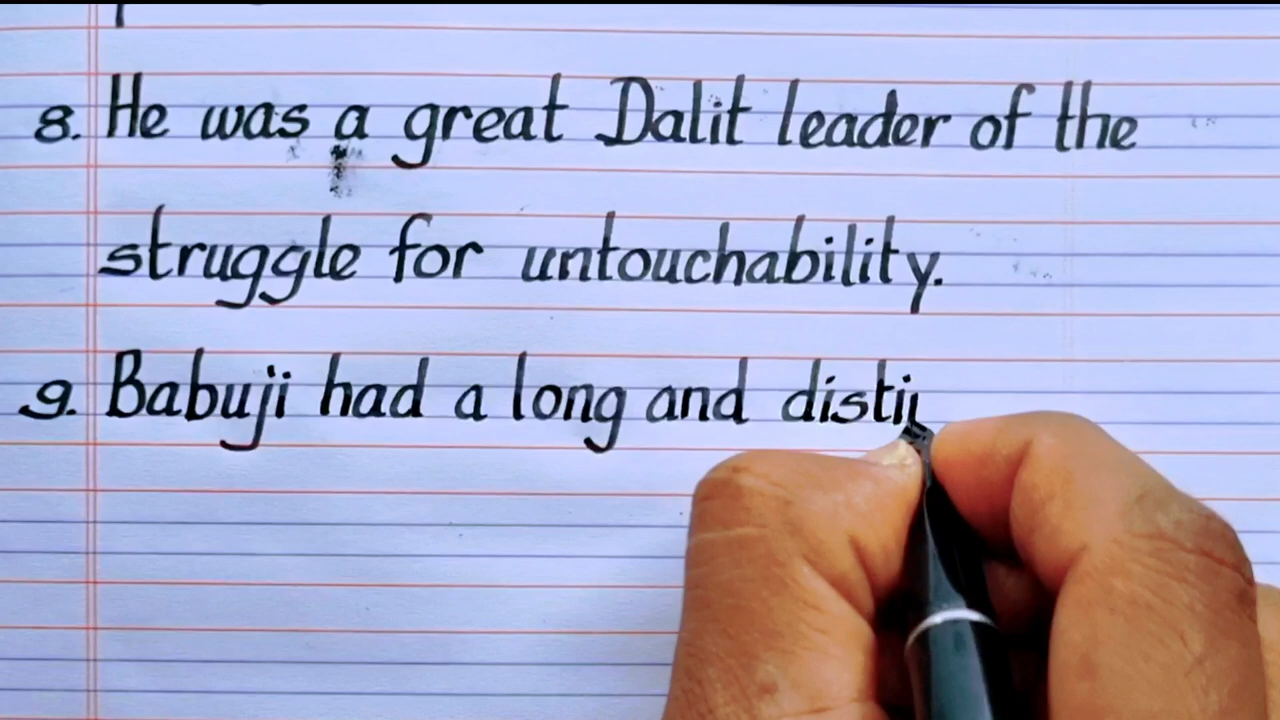 8. He was a great Dalit leader of the
struggle for untouchability.
9. Babuji had a long and disti